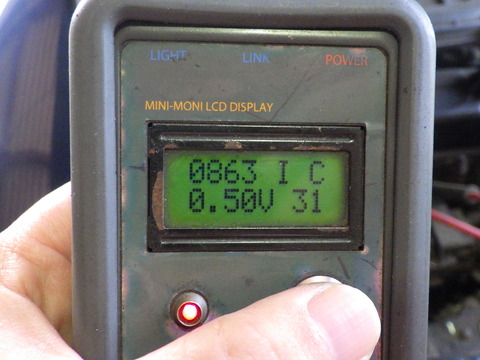 LIGHT LINK POWER
MINI-MONI LCD DISPLAY
0863 I C
0.50V 31